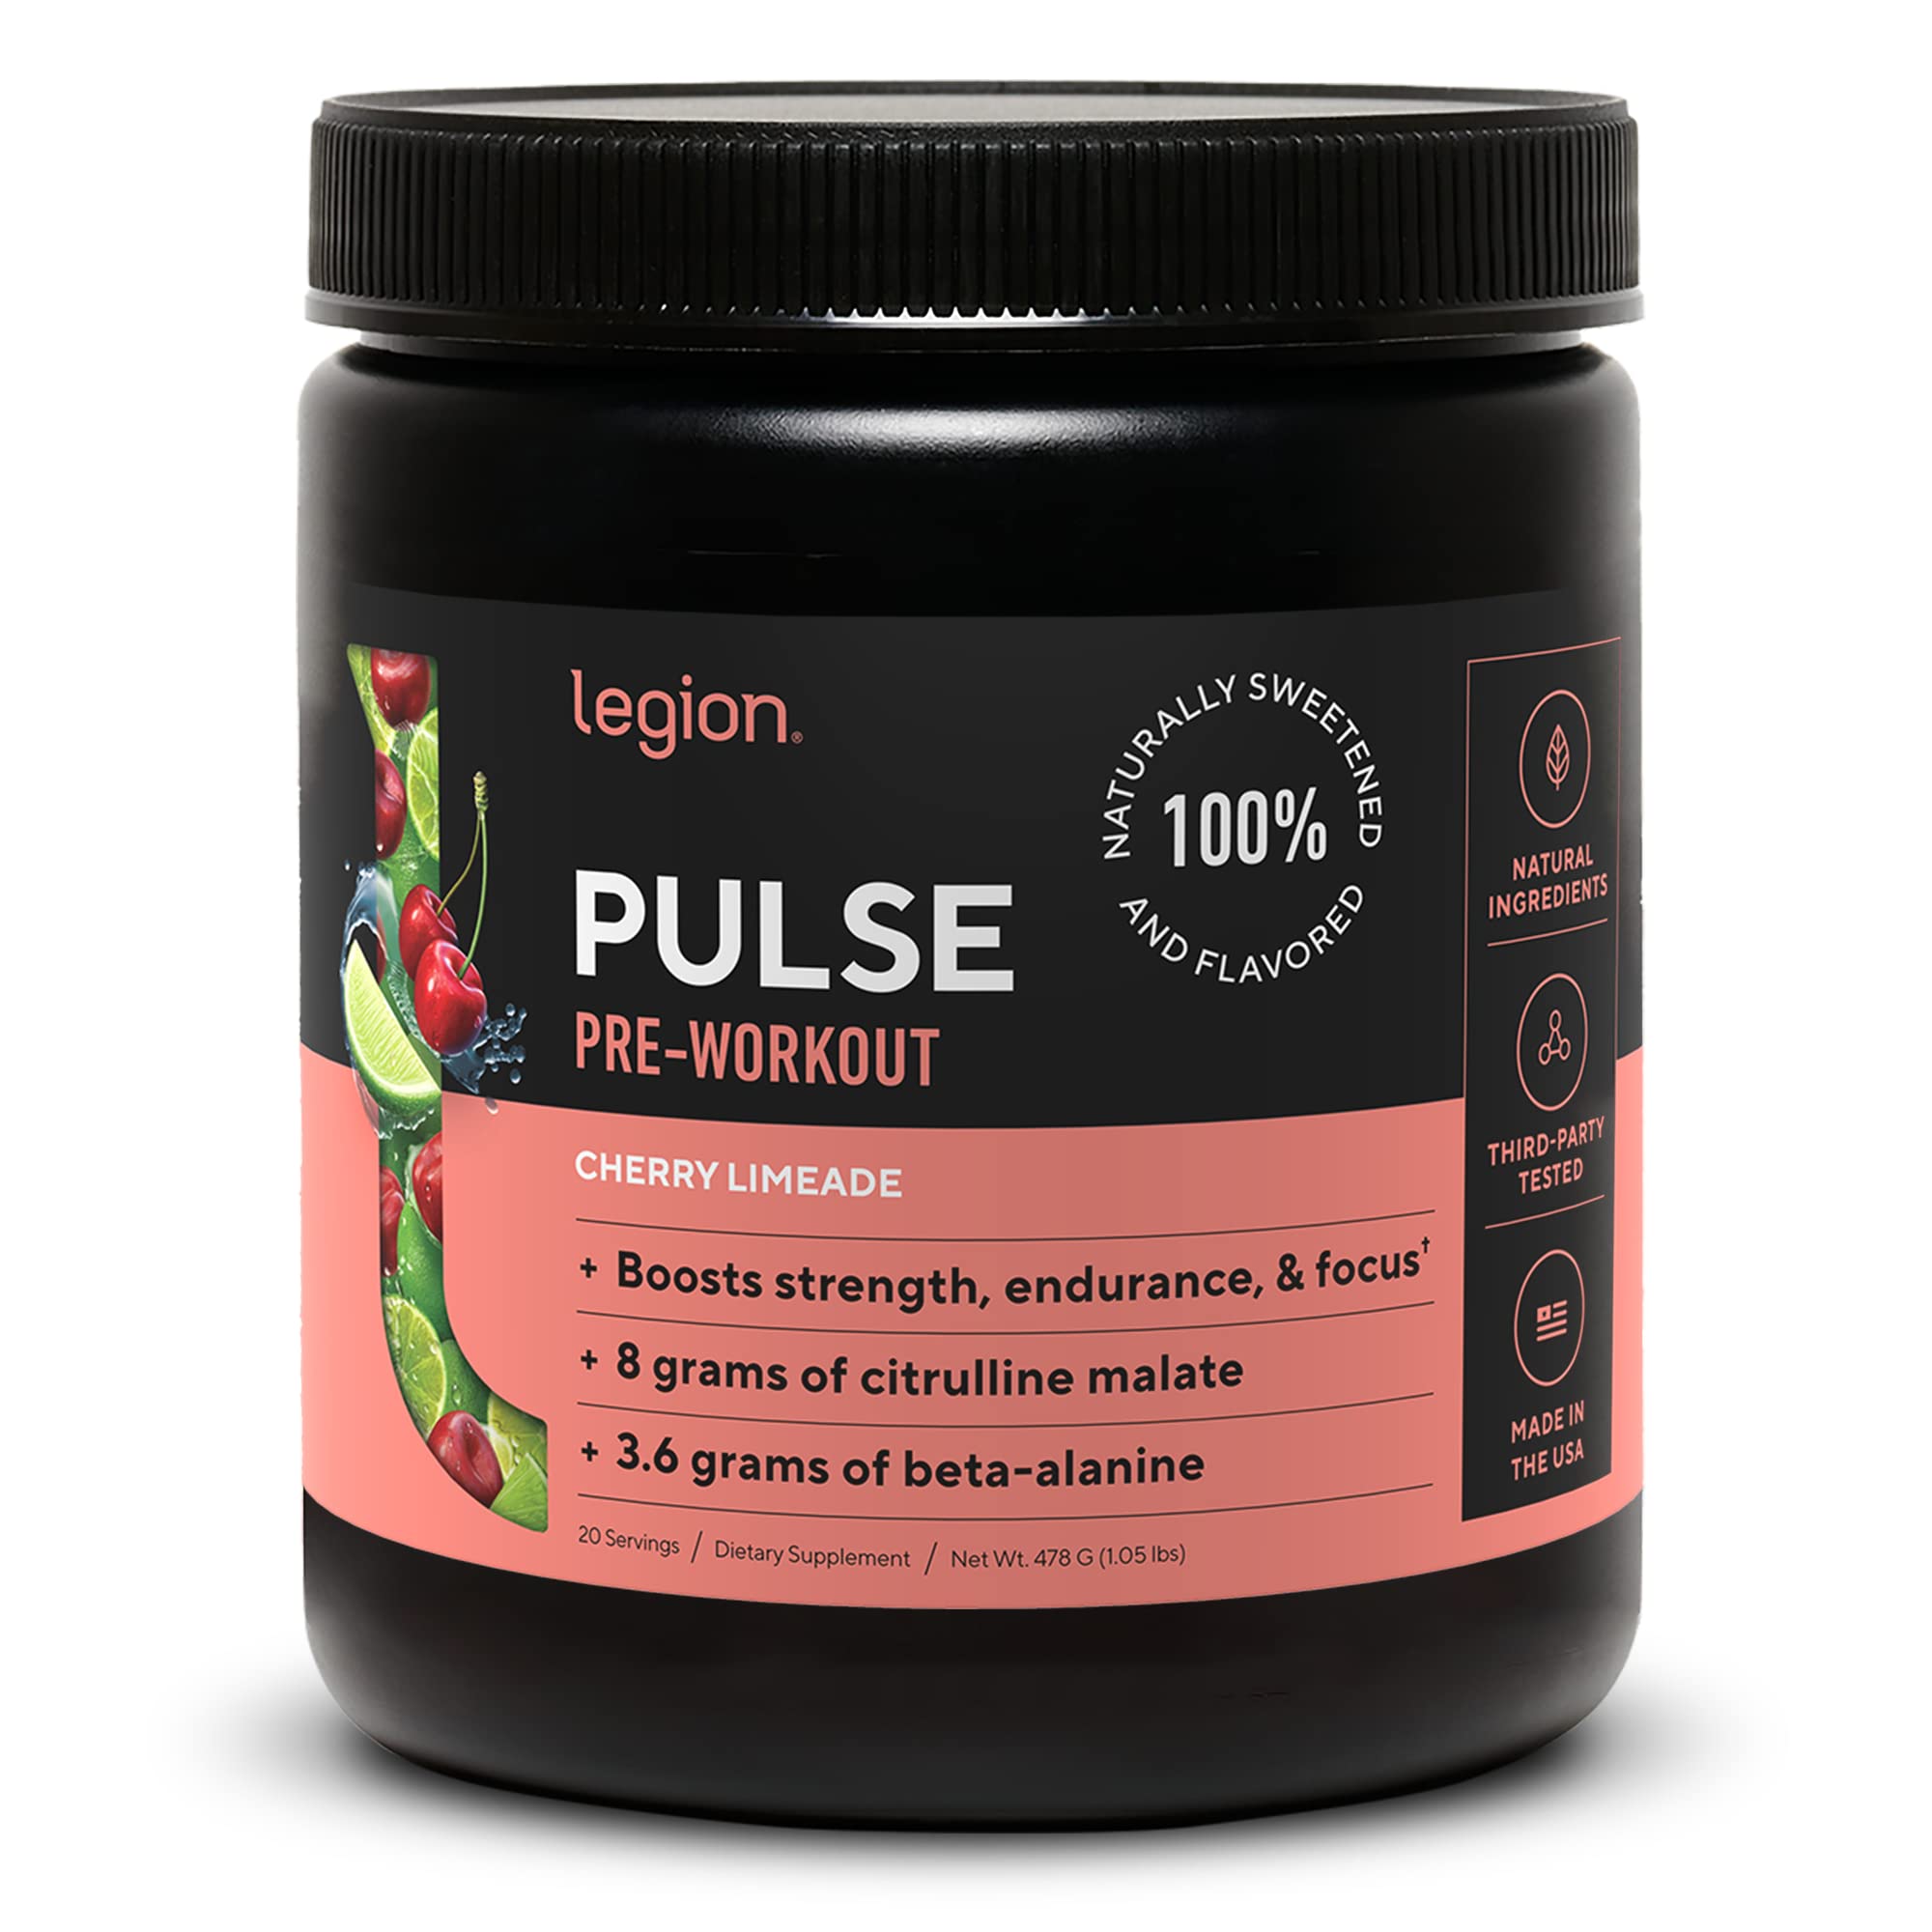 legion®
NATURALLY SWEETENED
100%
AND FLAVORED
PULSE
PRE-WORKOUT
CHERRY LIMEADE
+ Boosts strength, endurance, & focus†
+ 8 grams of citrulline malate
+ 3.6 grams of beta-alanine
20 Servings / Dietary Supplement / Net Wt. 478 G (1.05 lbs)
NATURAL
INGREDIENTS
THIRD-PARTY
TESTED
MADE IN
THE USA